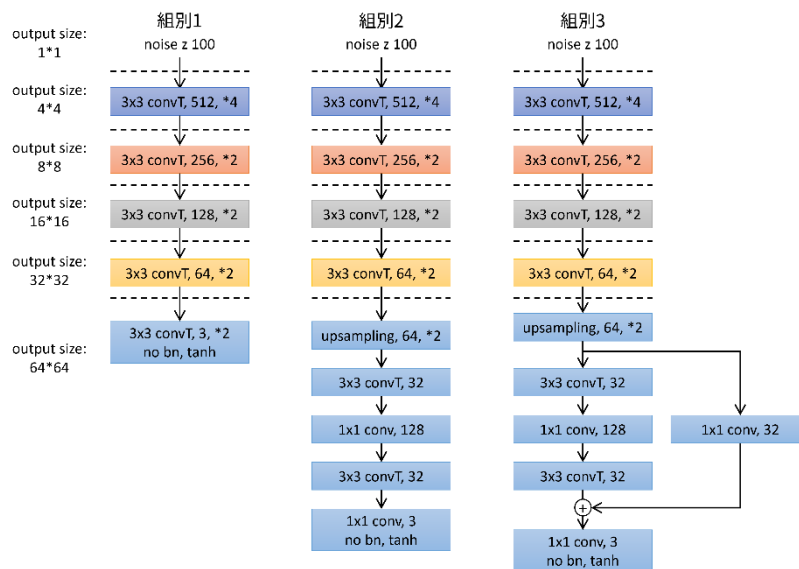 組別1
組別2
組別3
output size:
1*1
noise z 100
noise z 100
noise z 100
output size:
4*4
3x3 convT, 512, *4
3x3 convT, 512, *4
3x3 convT, 512, *4
output size:
8*8
3x3 convT, 256, *2
3x3 convT, 256, *2
3x3 convT, 256, *2
output size:
16*16
3x3 convT, 128, *2
3x3 convT, 128, *2
3x3 convT, 128, *2
output size:
32*32
3x3 convT, 64, *2
3x3 convT, 64, *2
3x3 convT, 64, *2
output size:
64*64
3x3 convT, 3, *2
no bn, tanh
upsampling, 64, *2
3x3 convT, 32
1x1 conv, 128
3x3 convT, 32
1x1 conv, 3
no bn, tanh
upsampling, 64, *2
3x3 convT, 32
1x1 conv, 128
3x3 convT, 32
1x1 conv, 32
+
1x1 conv, 3
no bn, tanh